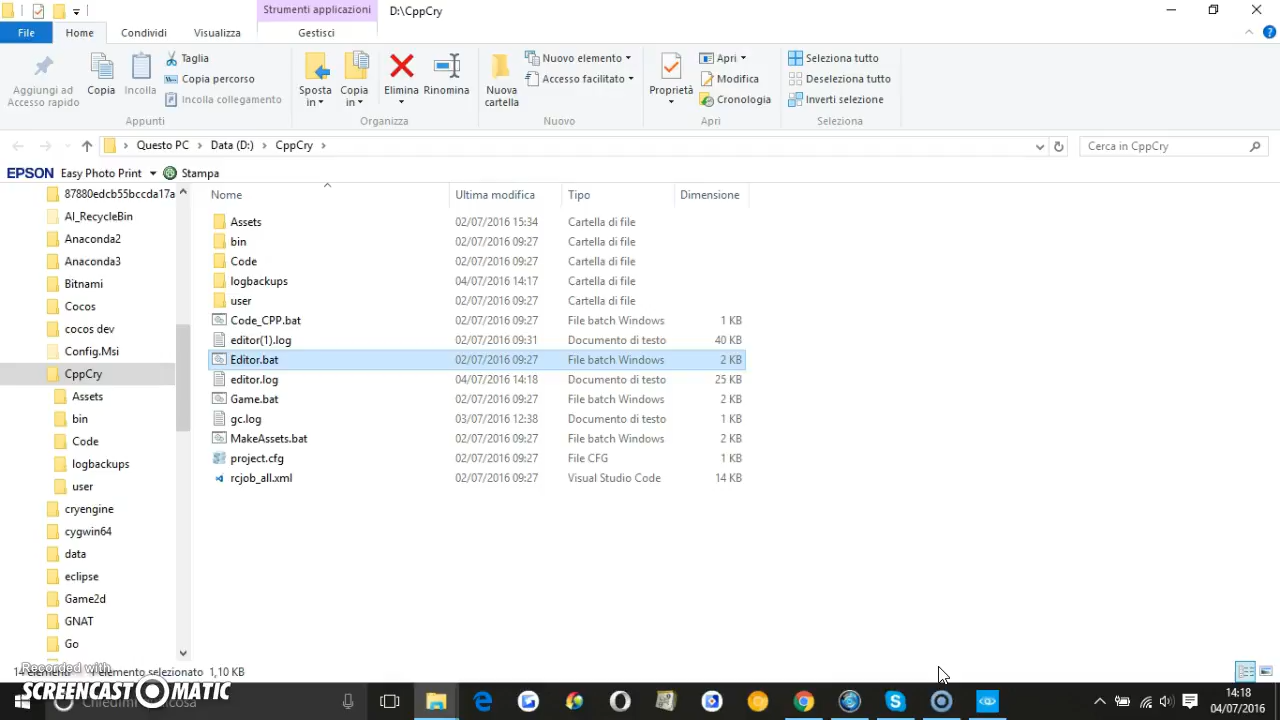 Strumenti applicazioni
D:\CppCry
File
Home
Condividi
Visualizza
Gestisci
Aggiungi ad
Accesso rapido
Copia
Incolla
Taglia
Copia percorso
Incolla collegamento
Sposta
in
Copia
in
Elimina
Rinomina
Nuova
cartella
Nuovo elemento
Accesso facilitato
Proprietà
Apri
Modifica
Cronologia
Seleziona tutto
Deseleziona tutto
Inverti selezione
Appunti
Organizza
Nuovo
Apri
Seleziona
Questo PC > Data (D:) > CppCry >
Cerca in CppCry
EPSON Easy Photo Print Stampa
87880edcb55bccda17a
AI_RecycleBin
Anaconda2
Anaconda3
Bitnami
Cocos
cocos dev
Config.Msi
CppCry
Assets
bin
Code
logbackups
user
cryengine
cygwin64
data
eclipse
Game2d
GNAT
Go
Nome Ultima modifica Tipo Dimensione
Assets 02/07/2016 15:34 Cartella di file
bin 02/07/2016 09:27 Cartella di file
Code 02/07/2016 09:27 Cartella di file
logbackups 04/07/2016 14:17 Cartella di file
user 02/07/2016 09:27 Cartella di file
Code_CPP.bat 02/07/2016 09:27 File batch Windows 1 KB
editor(1).log 02/07/2016 09:31 Documento di testo 40 KB
Editor.bat 02/07/2016 09:27 File batch Windows 2 KB
editor.log 04/07/2016 14:18 Documento di testo 25 KB
Game.bat 02/07/2016 09:27 File batch Windows 2 KB
gc.log 03/07/2016 12:38 Documento di testo 1 KB
MakeAssets.bat 02/07/2016 09:27 File batch Windows 2 KB
project.cfg 02/07/2016 09:27 File CFG 1 KB
rcjob_all.xml 02/07/2016 09:27 Visual Studio Code 14 KB
14 elementi 1 elemento selezionato 1,10 KB
Recorded with
SCREENCAST MATIC
14:18
04/07/2016